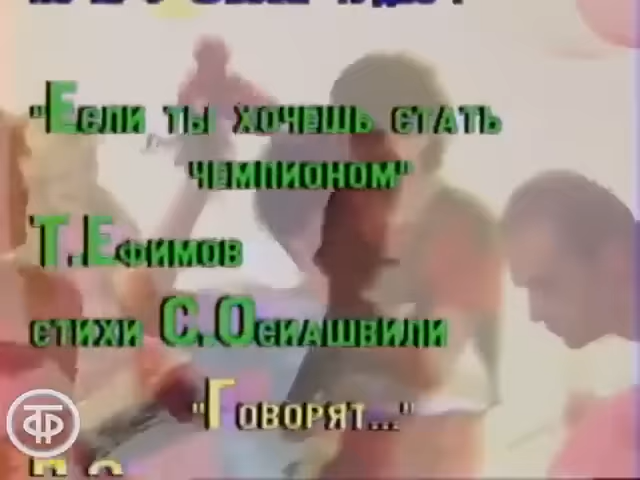 "Если ты хочешь стать
чемпионом"
Т.Ефимов
стихи С.Осиашвили
"Говорят..."